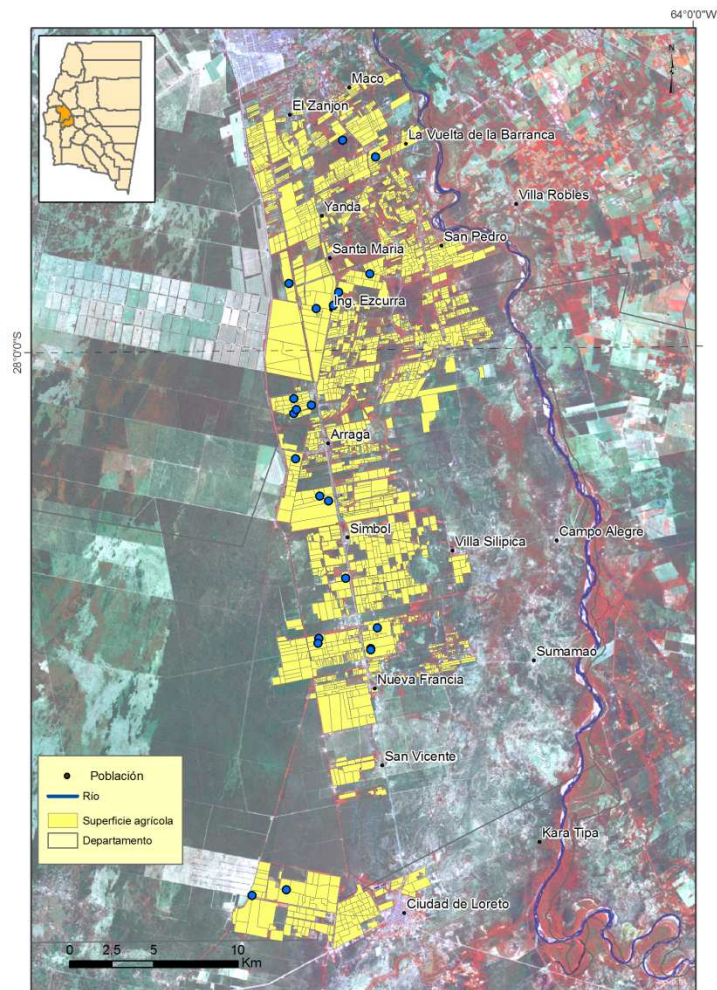 64°0'0"W
N
Maco
El Zanjon
La Vuelta de la Barranca
Villa Robles
Yanda
San Pedro
Santa Maria
Ing. Ezcurra
28°0'0"S
Arraga
Simbol
Campo Alegre
Villa Silipica
Sumamao
Nueva Francia
San Vicente
Población
Río
Superficie agrícola
Departamento
Kara Tipa
Ciudad de Loreto
0 2,5 5 10
Km